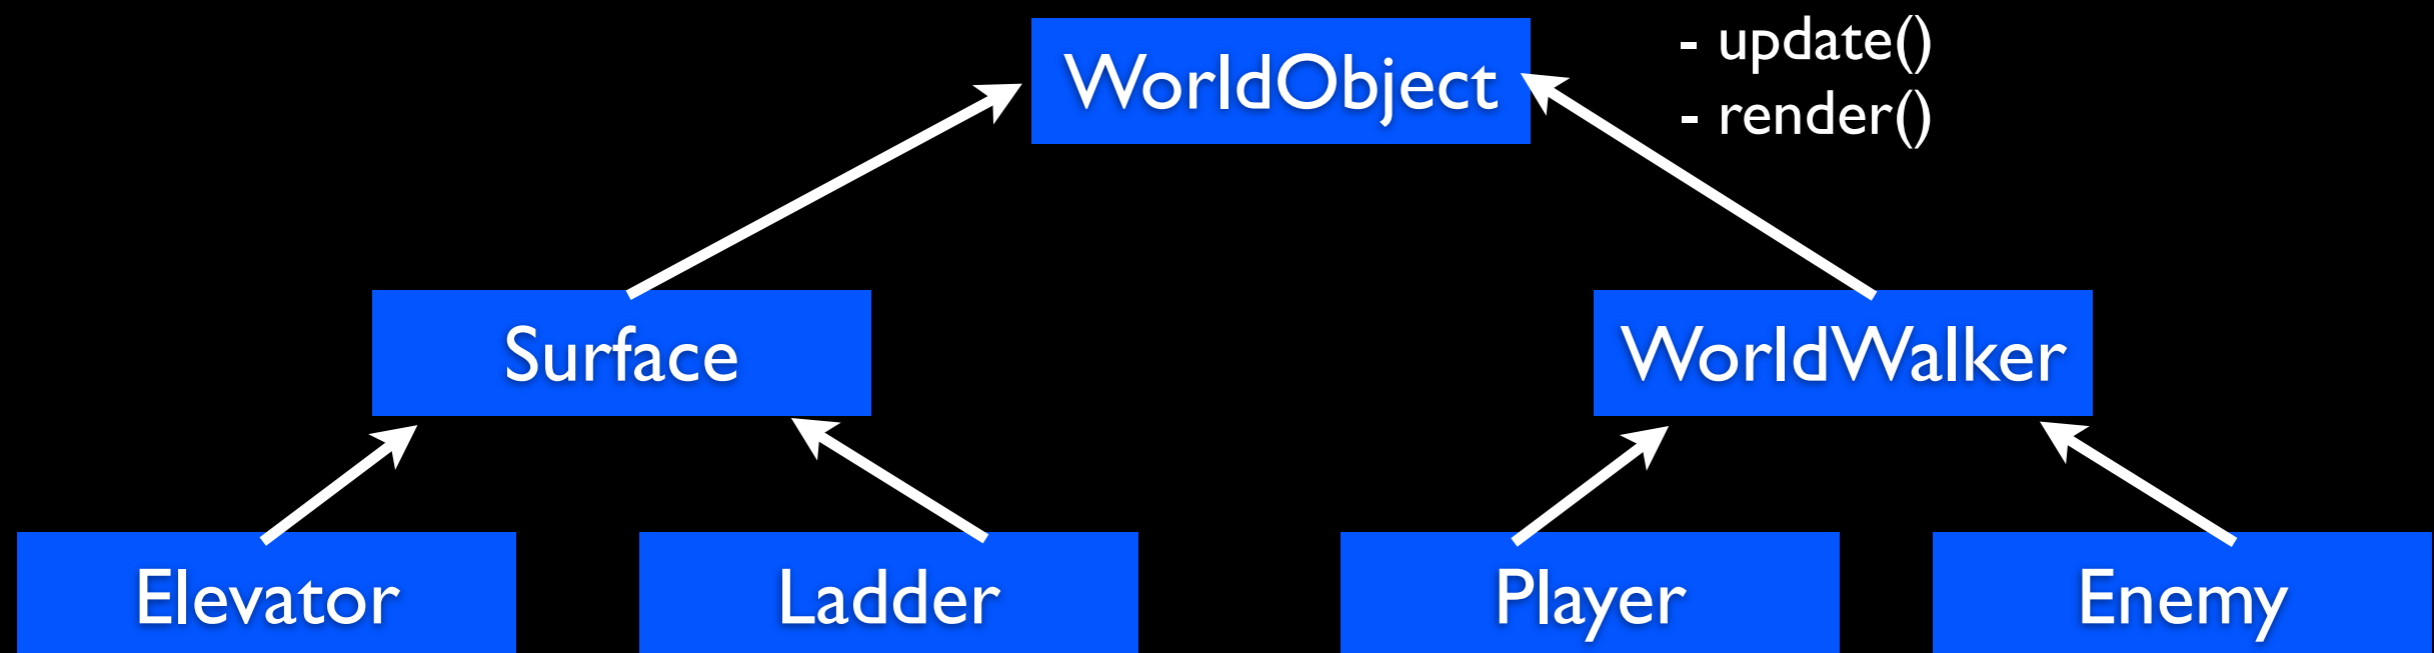 WorldObject
- update()
- render()
Surface
WorldWalker
Elevator
Ladder
Player
Enemy